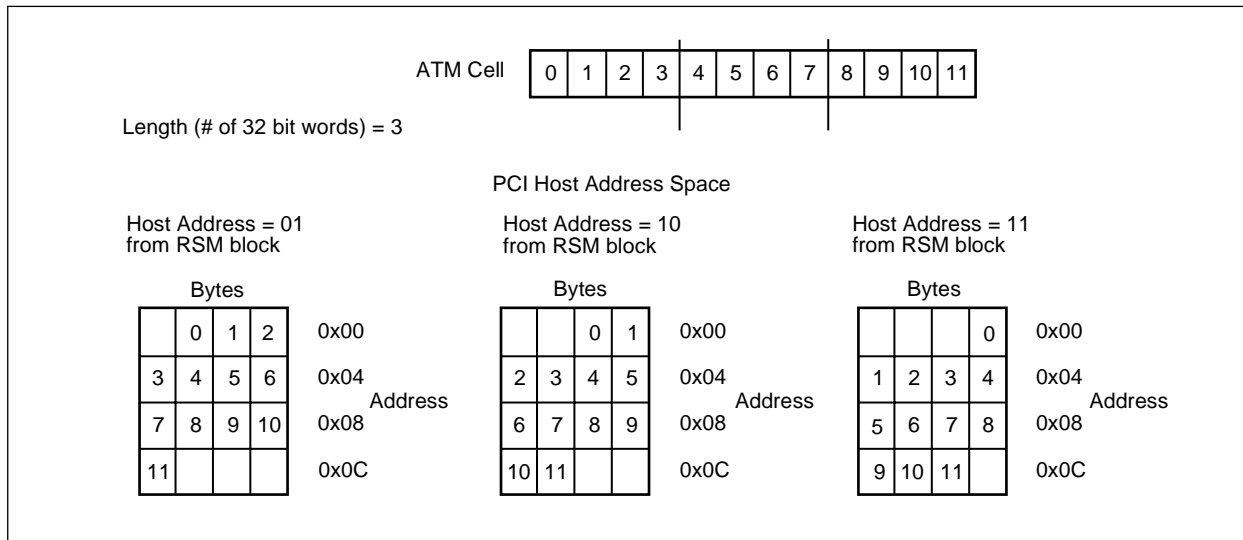 ATM Cell 0 1 2 3 4 5 6 7 8 9 10 11
Length (# of 32 bit words) = 3
PCI Host Address Space
Host Address = 01
from RSM block
Bytes
0 1 2 0x00
3 4 5 6 0x04
Address
7 8 9 10 0x08
11 0x0C
Host Address = 10
from RSM block
Bytes
0 1 0x00
2 3 4 5 0x04
Address
6 7 8 9 0x08
10 11 0x0C
Host Address = 11
from RSM block
Bytes
0 0x00
1 2 3 4 0x04
Address
5 6 7 8 0x08
9 10 11 0x0C